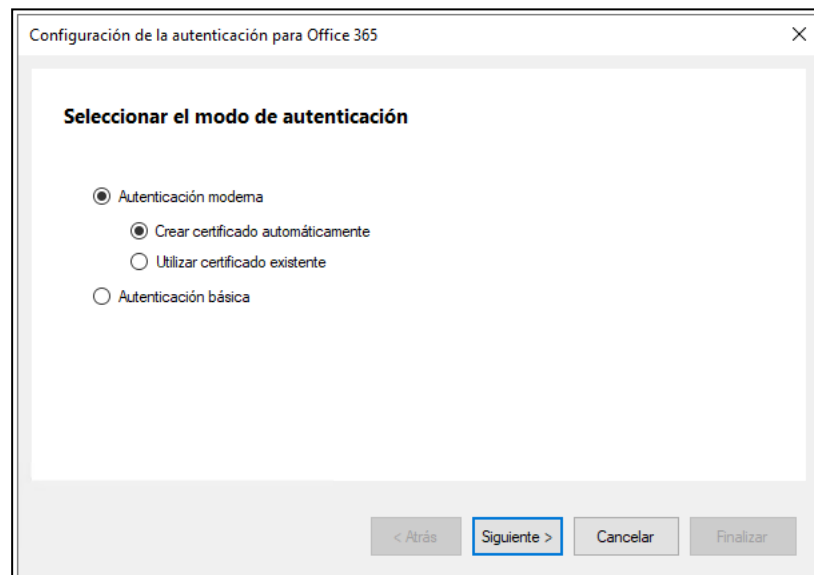 Configuración de la autenticación para Office 365
Seleccionar el modo de autenticación
Autenticación moderna
Crear certificado automáticamente
Utilizar certificado existente
Autenticación básica
< Atrás Siguiente > Cancelar Finalizar